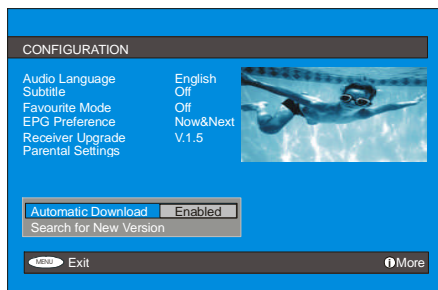 CONFIGURATION
Audio Language English
Subtitle Off
Favourite Mode Off
EPG Preference Now&Next
Receiver Upgrade V.1.5
Parental Settings
Automatic Download Enabled
Search for New Version
MENU Exit i More